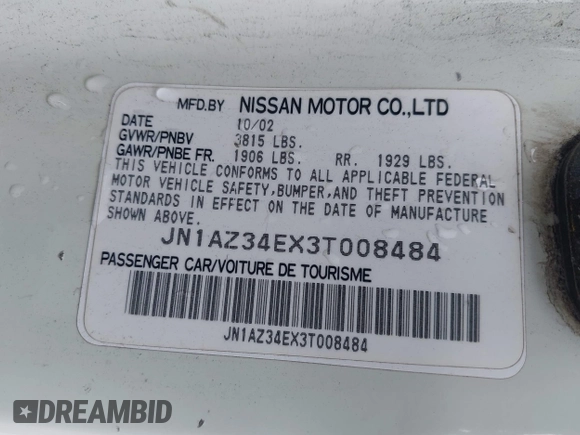 MFD.BY NISSAN MOTOR CO.,LTD
DATE 10/02
GVWR/PNBV 3815 LBS.
GAWR/PNBE FR. 1906 LBS. RR. 1929 LBS.
THIS VEHICLE CONFORMS TO ALL APPLICABLE FEDERAL
MOTOR VEHICLE SAFETY,BUMPER,AND THEFT PREVENTION
STANDARDS IN EFFECT ON THE DATE OF MANUFACTURE
SHOWN ABOVE.
JN1AZ34EX3T008484
PASSENGER CAR/VOITURE DE TOURISME
JN1AZ34EX3T008484
DREAMBID